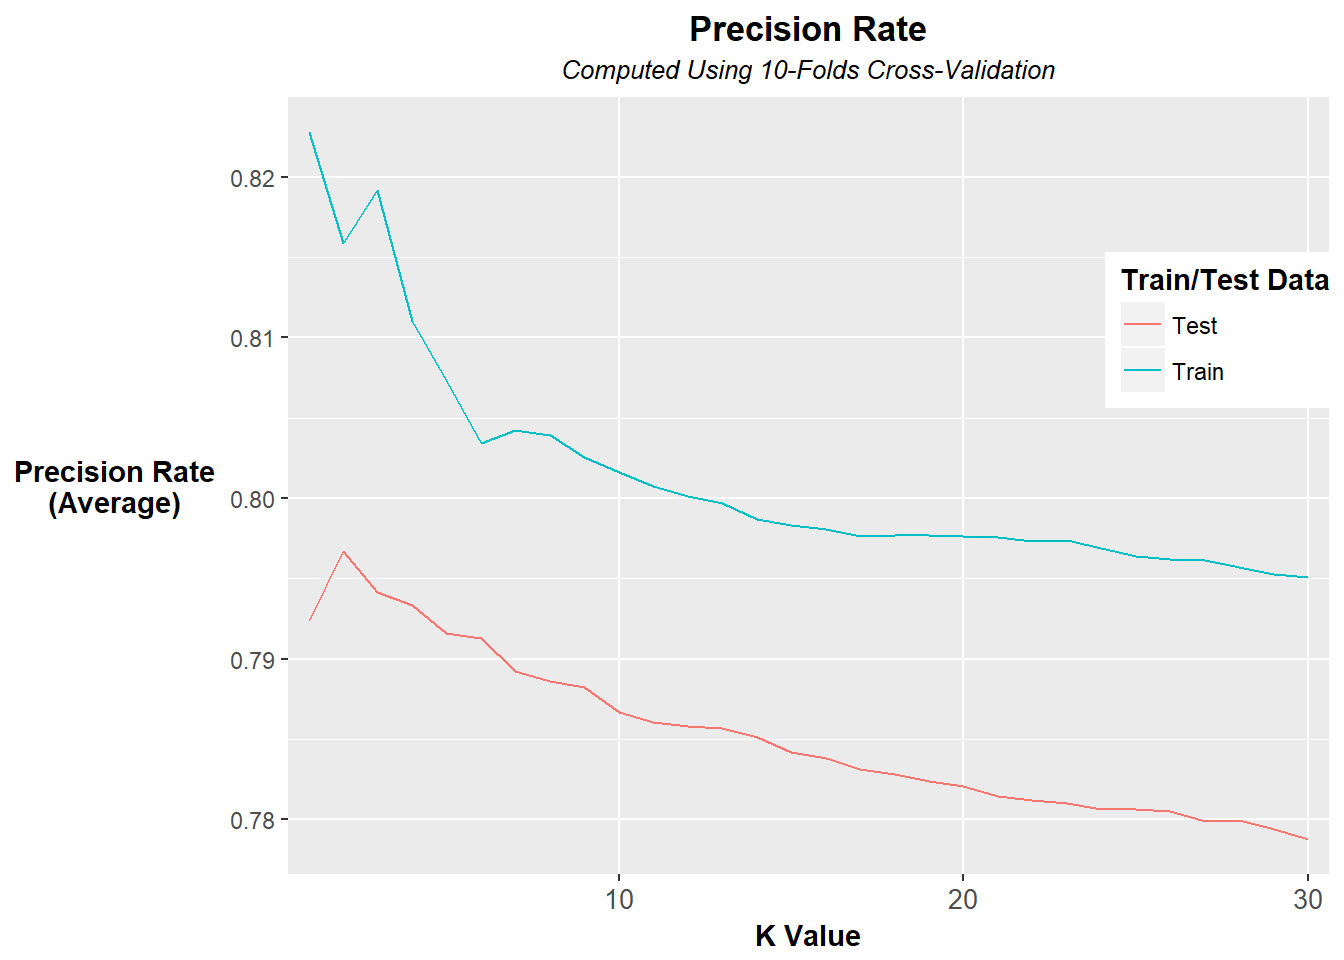 Precision Rate
Computed Using 10-Folds Cross-Validation
0.82
0.81
0.80
0.79
0.78
Precision Rate
(Average)
Train/Test Data
Test
Train
10
20
30
K Value